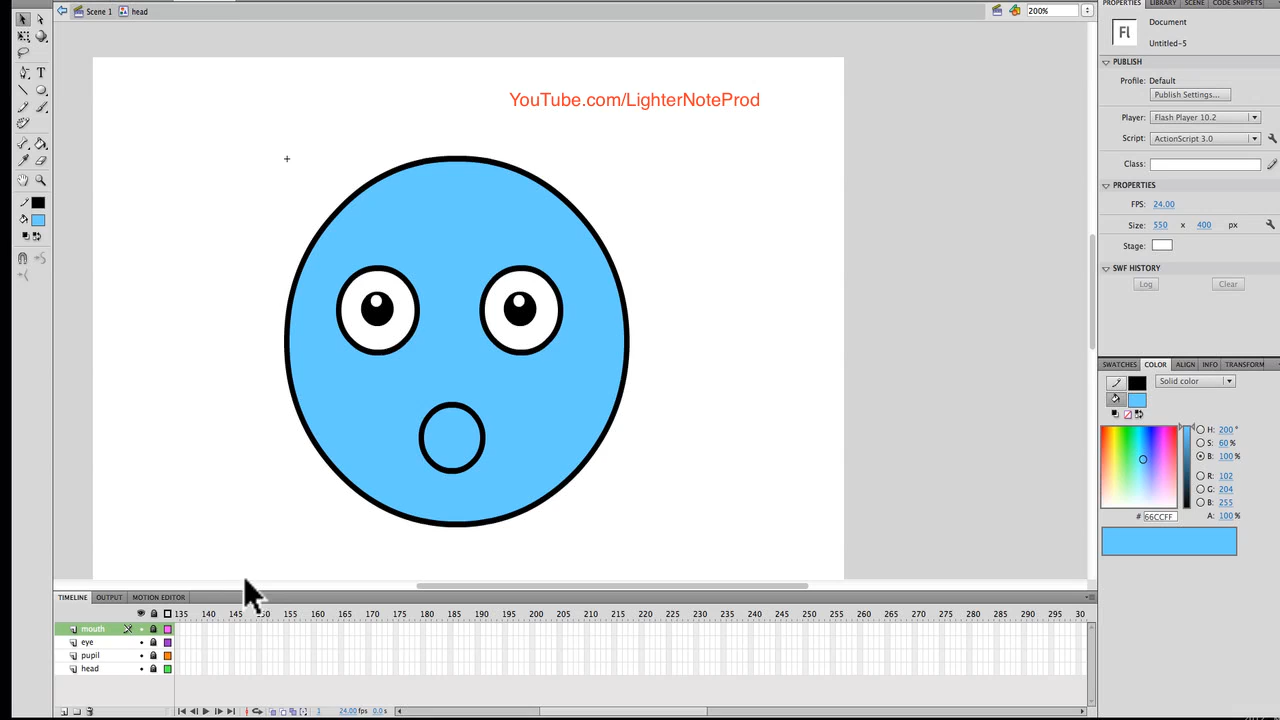 Scene 1 head
200%
YouTube.com/LighterNoteProd
PROPERTIES LIBRARY SCENE CODE SNIPPETS
Fl
Document
Untitled-5
PUBLISH
Profile: Default
Publish Settings...
Player: Flash Player 10.2
Script: ActionScript 3.0
Class:
PROPERTIES
FPS: 24.00
Size: 550 x 400 px
Stage:
SWF HISTORY
Log Clear
SWATCHES COLOR ALIGN INFO TRANSFORM
Solid color
H: 200 °
S: 60 %
B: 100 %
R: 102
G: 204
B: 255
# 66CCFF A: 100 %
TIMELINE OUTPUT MOTION EDITOR
135 140 145 150 155 160 165 170 175 180 185 190 195 200 205 210 215 220 225 230 235 240 245 250 255 260 265 270 275 280 285 290 295 30
mouth
eye
pupil
head
1 24.00 fps 0.0 s